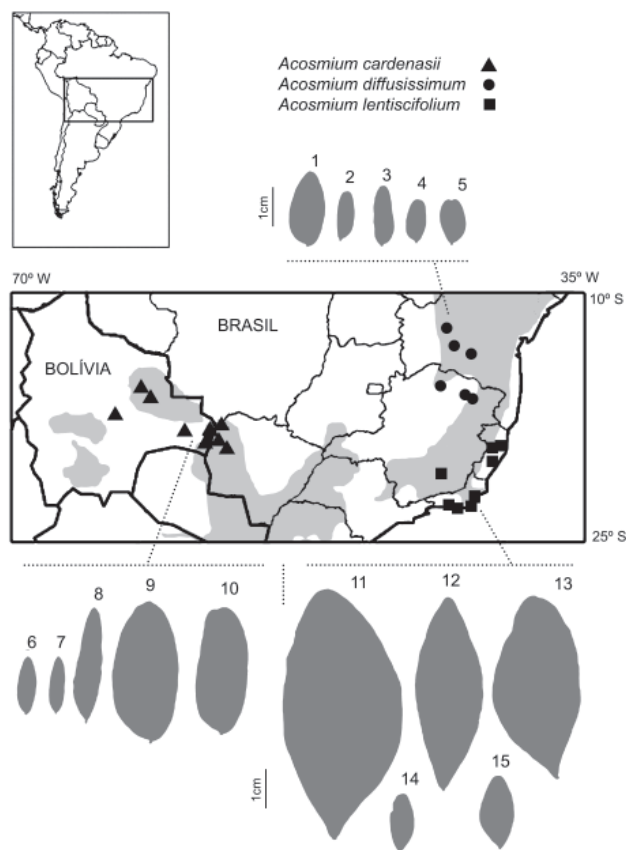 Acosmium cardenasii
Acosmium diffusissimum
Acosmium lentiscifolium
1 2 3 4 5
1cm
70º W 35º W
10º S
BRASIL
BOLÍVIA
25º S
6 7 8 9 10 11 12 13
14 15
1cm